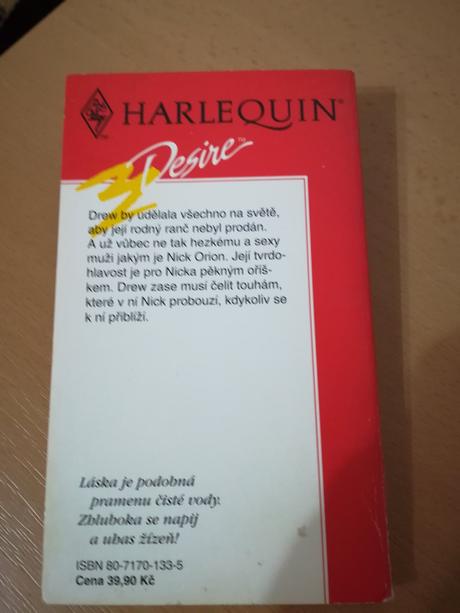 HARLEQUIN
Desire™
Drew by udělala všechno na světě,
aby její rodný ranč nebyl prodán.
A už vůbec ne tak hezkému a sexy
muži jakým je Nick Orion. Její tvrdo-
hlavost je pro Nicka pěkným oříš-
kem. Drew zase musí čelit touhám,
které v ní Nick probouzí, kdykoliv se
k ní přiblíží.
Láska je podobná
pramenu čisté vody.
Zhluboka se napij
a uhas žízeň!
ISBN 80-7170-133-5
Cena 39,90 Kč